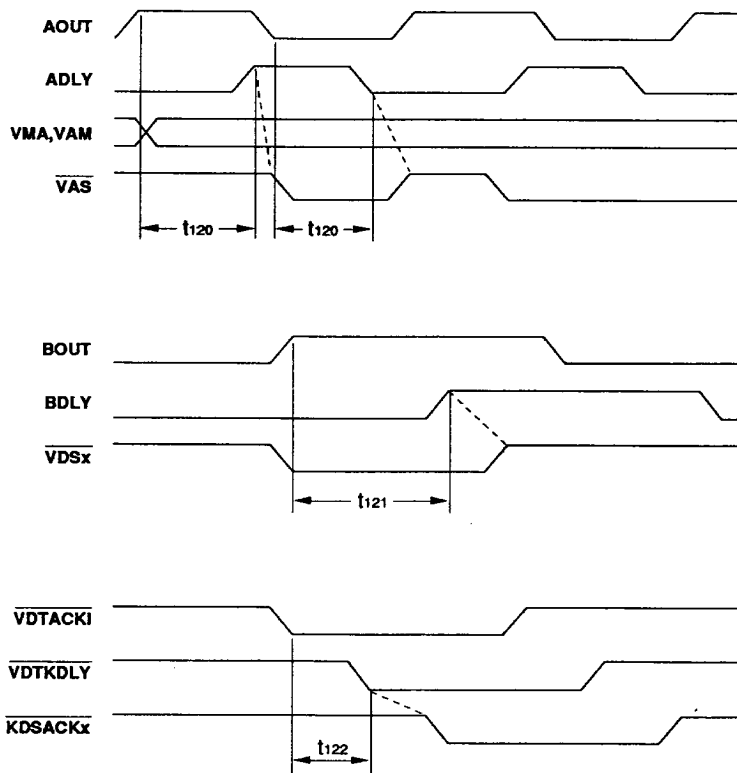 AOUT
ADLY
VMA,VAM
VAS
t120 t120
BOUT
BDLY
VDSx
t121
VDTACKI
VDTKDLY
KDSACKx
t122